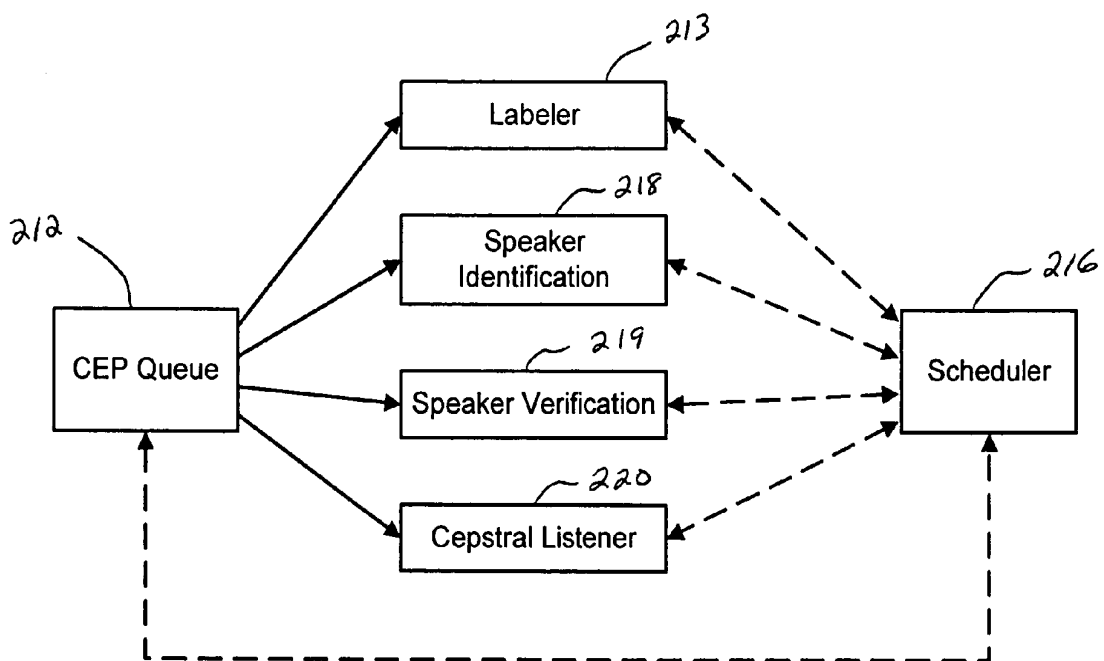 213
Labeler
218
Speaker
Identification
212
CEP Queue
216
Scheduler
219
Speaker Verification
220
Cepstral Listener